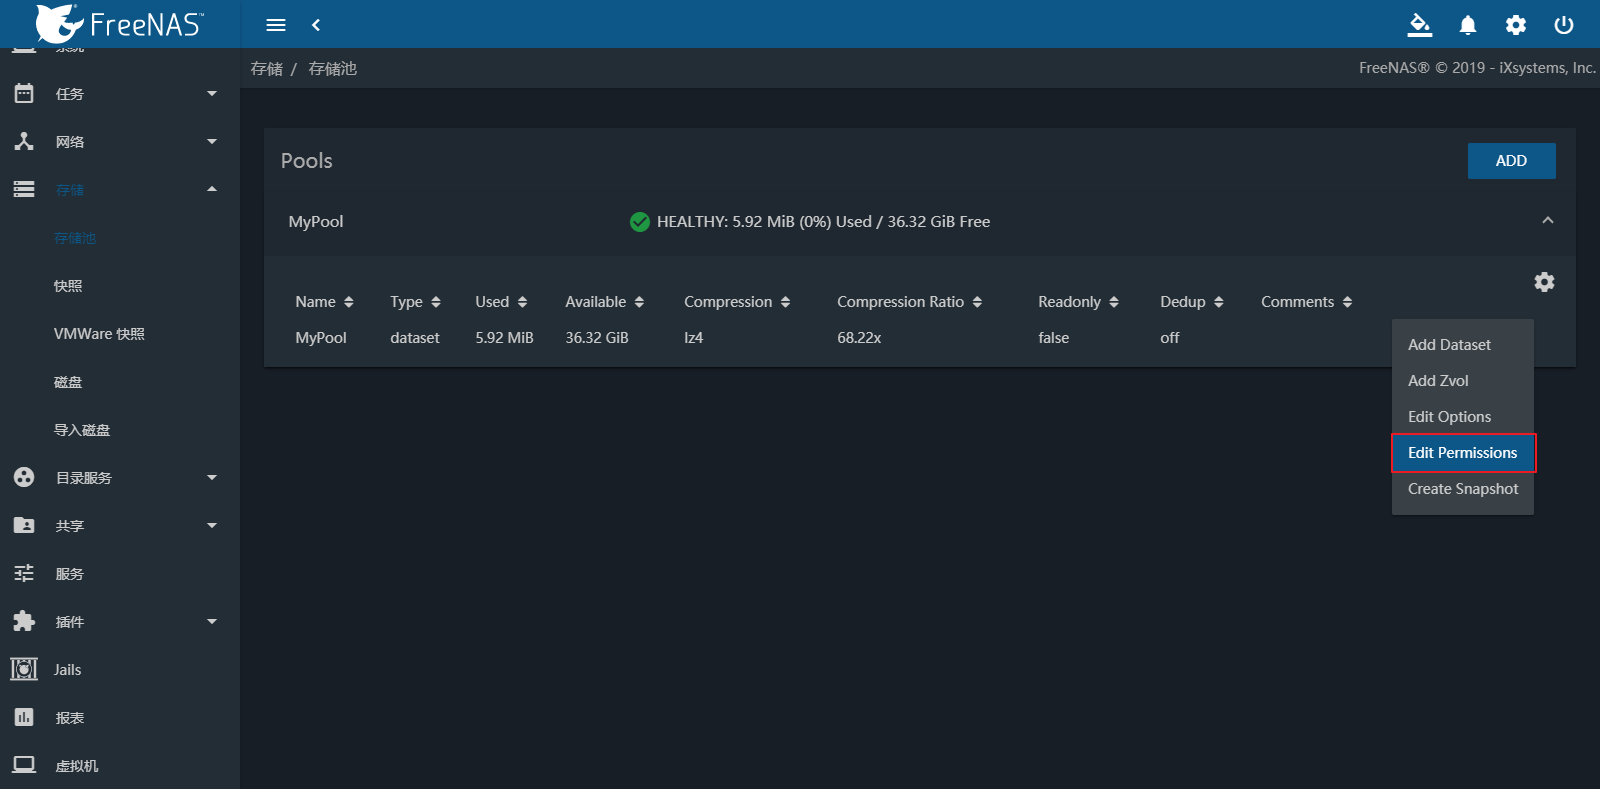 FreeNAS™
系统
存储 / 存储池
FreeNAS® © 2019 - iXsystems, Inc.
任务
网络
存储
存储池
快照
VMWare 快照
磁盘
导入磁盘
目录服务
共享
服务
插件
Jails
报表
虚拟机
Pools
ADD
MyPool HEALTHY: 5.92 MiB (0%) Used / 36.32 GiB Free
Name Type Used Available Compression Compression Ratio Readonly Dedup Comments
MyPool dataset 5.92 MiB 36.32 GiB lz4 68.22x false off
Add Dataset
Add Zvol
Edit Options
Edit Permissions
Create Snapshot